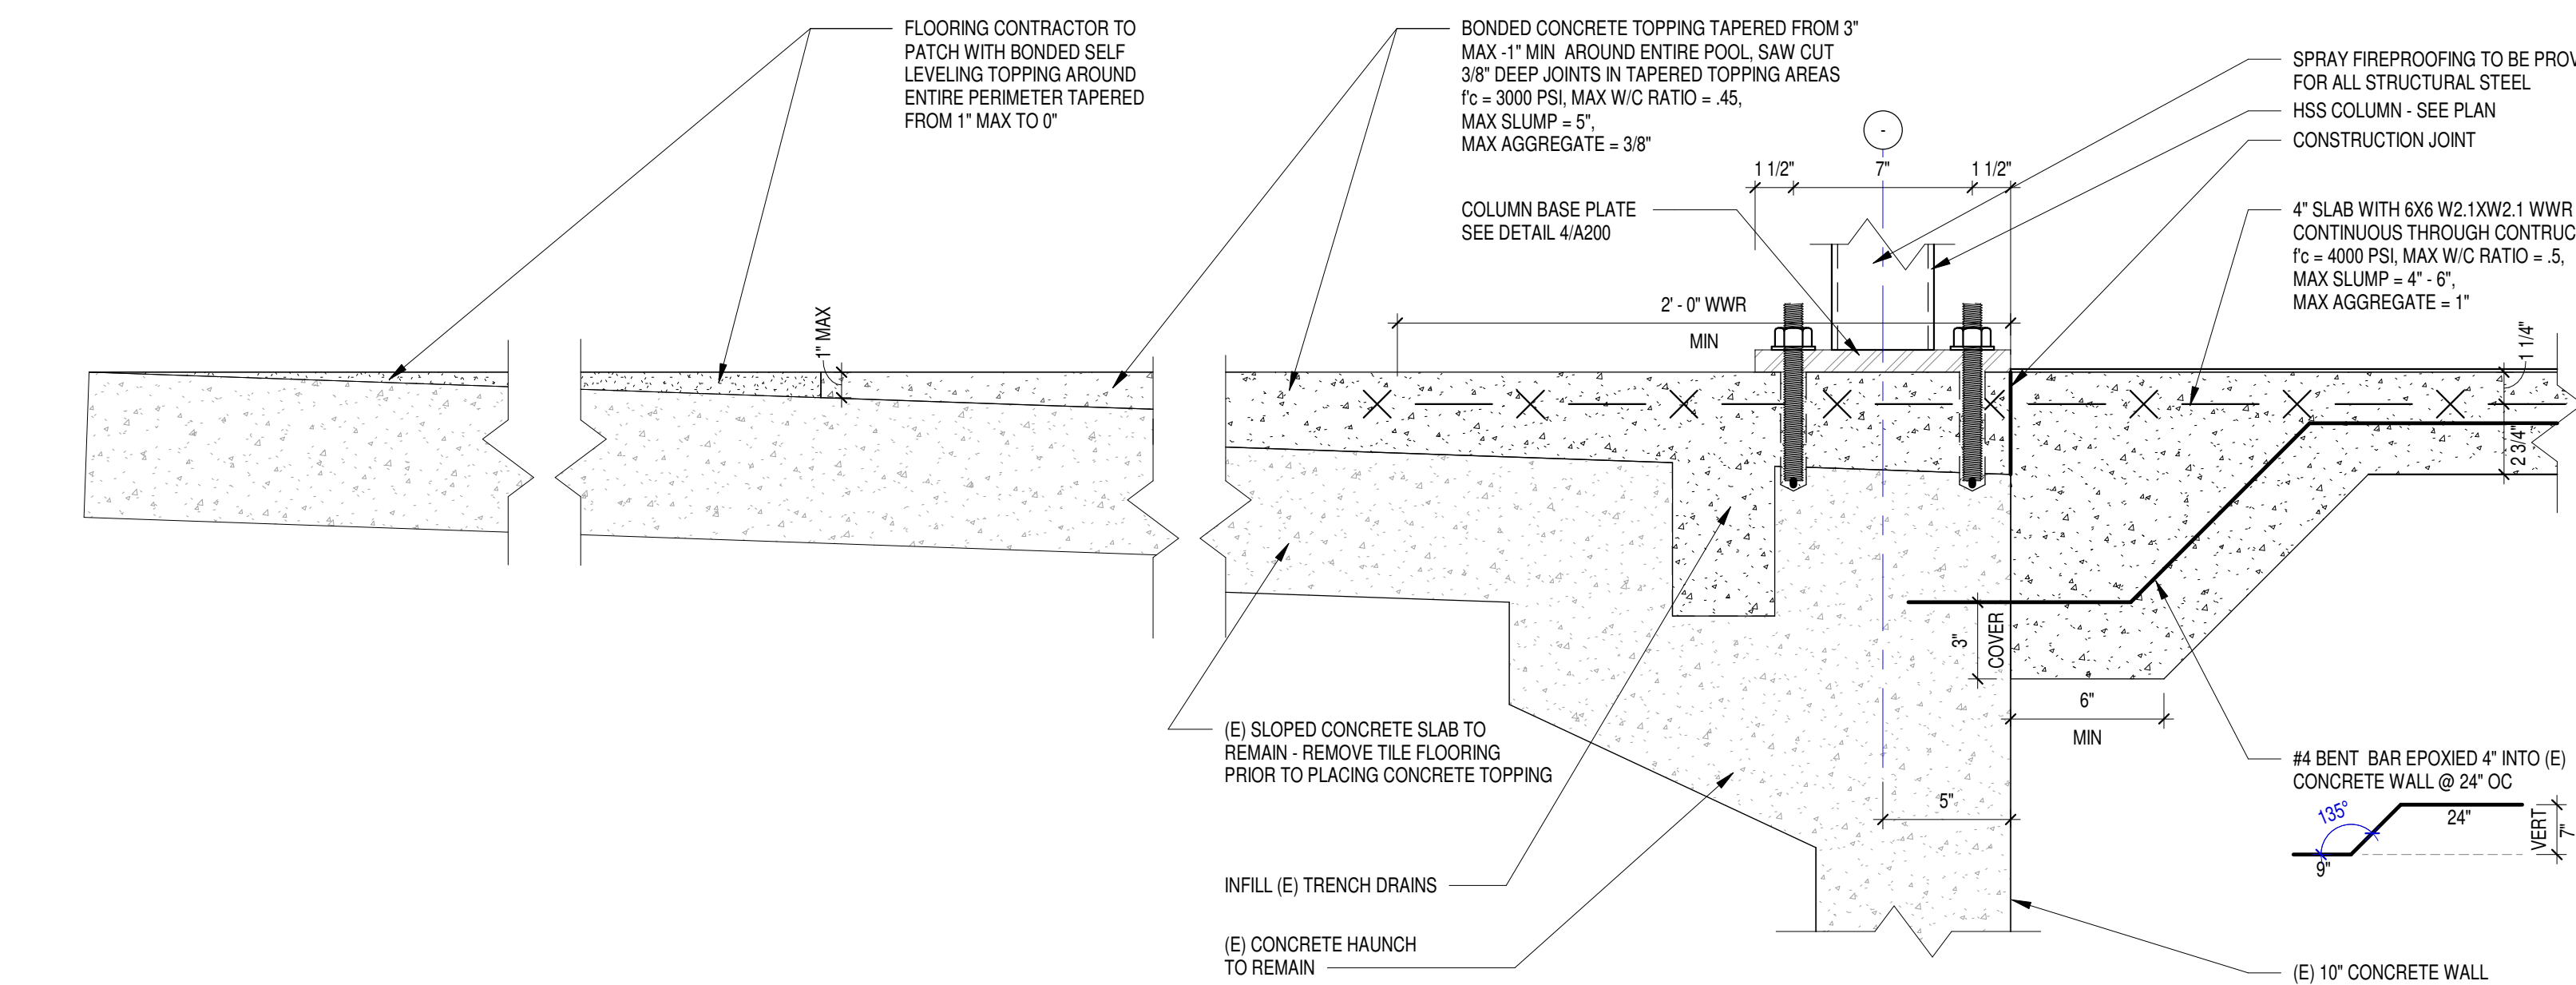 FLOORING CONTRACTOR TO
PATCH WITH BONDED SELF
LEVELING TOPPING AROUND
ENTIRE PERIMETER TAPERED
FROM 1" MAX TO 0"
BONDED CONCRETE TOPPING TAPERED FROM 3"
MAX -1" MIN AROUND ENTIRE POOL, SAW CUT
3/8" DEEP JOINTS IN TAPERED TOPPING AREAS
f'c = 3000 PSI, MAX W/C RATIO = .45,
MAX SLUMP = 5",
MAX AGGREGATE = 3/8"
COLUMN BASE PLATE
SEE DETAIL 4/A200
-
1 1/2"
7"
1 1/2"
SPRAY FIREPROOFING TO BE PROV
FOR ALL STRUCTURAL STEEL
HSS COLUMN - SEE PLAN
CONSTRUCTION JOINT
4" SLAB WITH 6X6 W2.1XW2.1 WWR
CONTINUOUS THROUGH CONTRUC
f'c = 4000 PSI, MAX W/C RATIO = .5,
MAX SLUMP = 4" - 6",
MAX AGGREGATE = 1"
1" MAX
2' - 0" WWR
MIN
1 1/4"
2 3/4"
3"
COVER
6"
MIN
5"
(E) SLOPED CONCRETE SLAB TO
REMAIN - REMOVE TILE FLOORING
PRIOR TO PLACING CONCRETE TOPPING
INFILL (E) TRENCH DRAINS
(E) CONCRETE HAUNCH
TO REMAIN
#4 BENT BAR EPOXIED 4" INTO (E)
CONCRETE WALL @ 24" OC
135°
24"
9"
VERT
7"
(E) 10" CONCRETE WALL